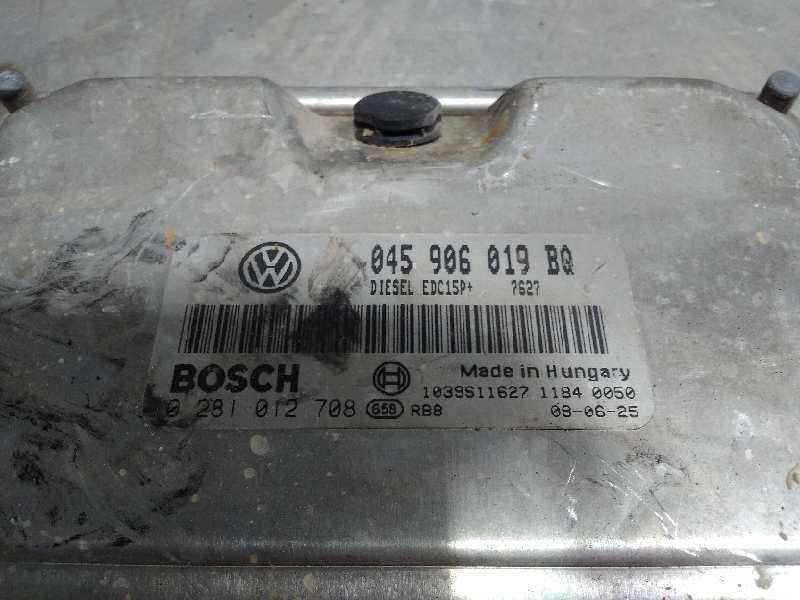 045 906 019 BQ
DIESEL EDC15P+ 7627
BOSCH
Made in Hungary
1039S11627 1184 0050
0 281 012 708 658 RB8 08-06-25